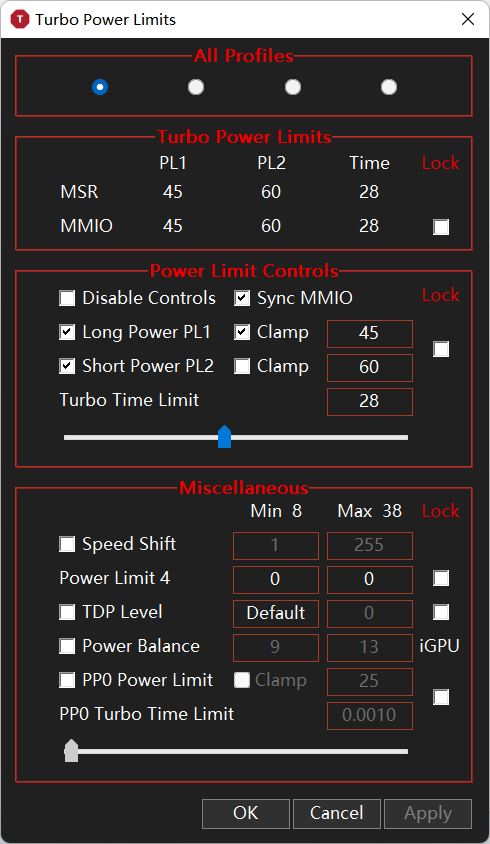 T Turbo Power Limits
All Profiles
Turbo Power Limits
PL1 PL2 Time Lock
MSR 45 60 28
MMIO 45 60 28
Power Limit Controls
Disable Controls Sync MMIO Lock
Long Power PL1 Clamp 45
Short Power PL2 Clamp 60
Turbo Time Limit 28
Miscellaneous
Min 8 Max 38 Lock
Speed Shift 1 255
Power Limit 4 0 0
TDP Level Default 0
Power Balance 9 13 iGPU
PP0 Power Limit Clamp 25
PP0 Turbo Time Limit 0.0010
OK Cancel Apply